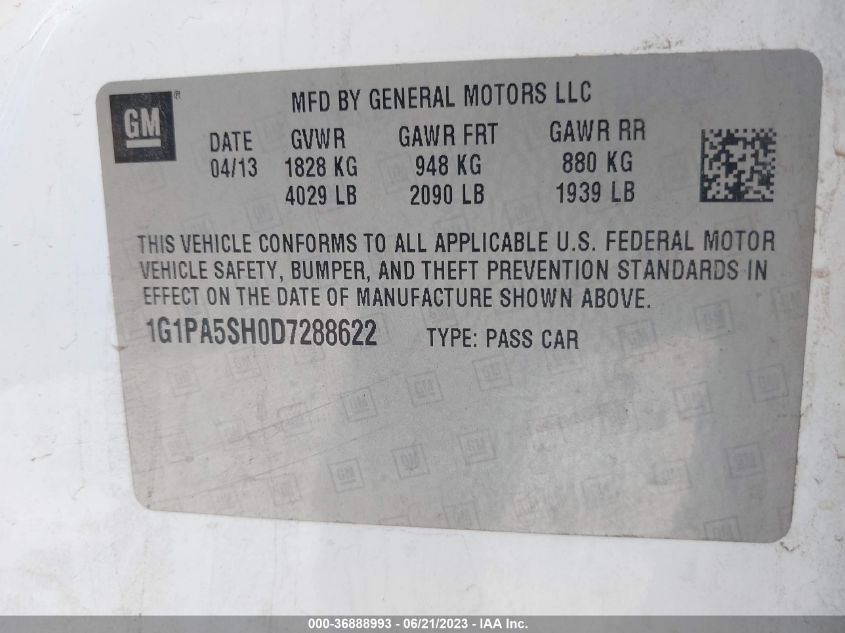 MFD BY GENERAL MOTORS LLC
GM®
DATE GVWR GAWR FRT GAWR RR
04/13 1828 KG 948 KG 880 KG
4029 LB 2090 LB 1939 LB
THIS VEHICLE CONFORMS TO ALL APPLICABLE U.S. FEDERAL MOTOR
VEHICLE SAFETY, BUMPER, AND THEFT PREVENTION STANDARDS IN
EFFECT ON THE DATE OF MANUFACTURE SHOWN ABOVE.
1G1PA5SH0D7288622 TYPE: PASS CAR
000-36888993 - 06/21/2023 - IAA Inc.